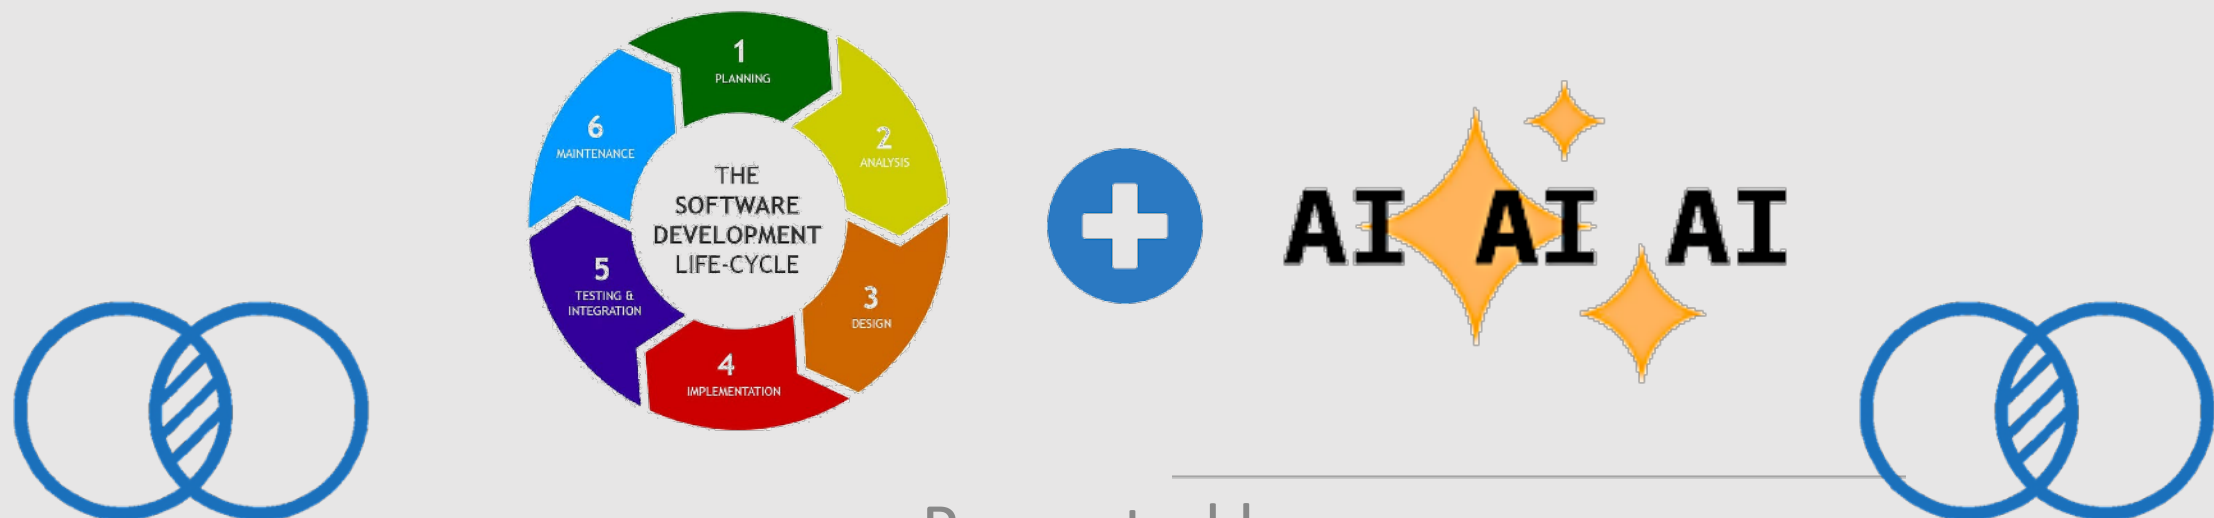 1
PLANNING
2
ANALYSIS
3
DESIGN
4
IMPLEMENTATION
5
TESTING &
INTEGRATION
6
MAINTENANCE
THE
SOFTWARE
DEVELOPMENT
LIFE-CYCLE
AI AI AI